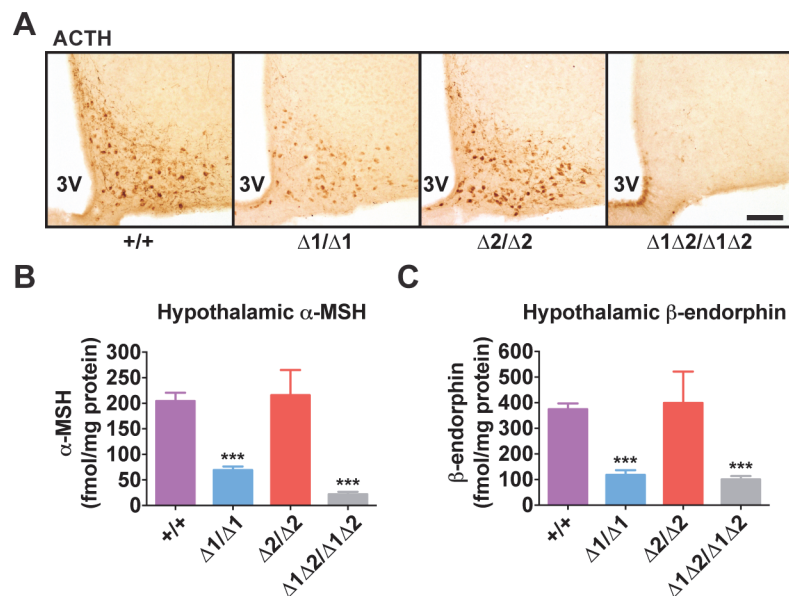 A
ACTH
3V 3V 3V 3V
+/+ Δ1/Δ1 Δ2/Δ2 Δ1Δ2/Δ1Δ2
B
Hypothalamic α-MSH
α-MSH
(fmol/mg protein)
300
250
200
150
100
50
0
***
***
+/+
Δ1/Δ1
Δ2/Δ2
Δ1Δ2/Δ1Δ2
C
Hypothalamic β-endorphin
β-endorphin
(fmol/mg protein)
600
500
400
300
200
100
0
***
***
+/+
Δ1/Δ1
Δ2/Δ2
Δ1Δ2/Δ1Δ2